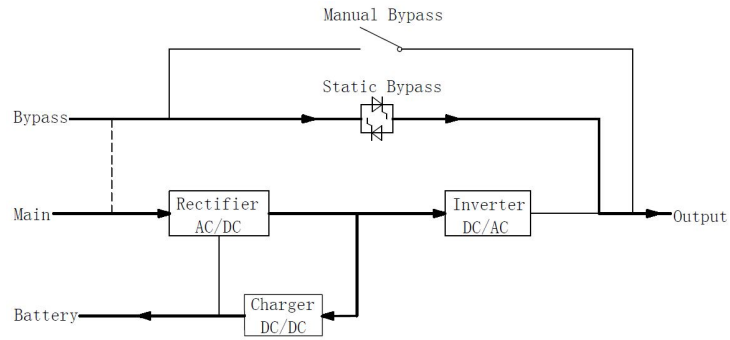 Manual Bypass
Static Bypass
Bypass
Main
Rectifier
AC/DC
Inverter
DC/AC
Output
Battery
Charger
DC/DC